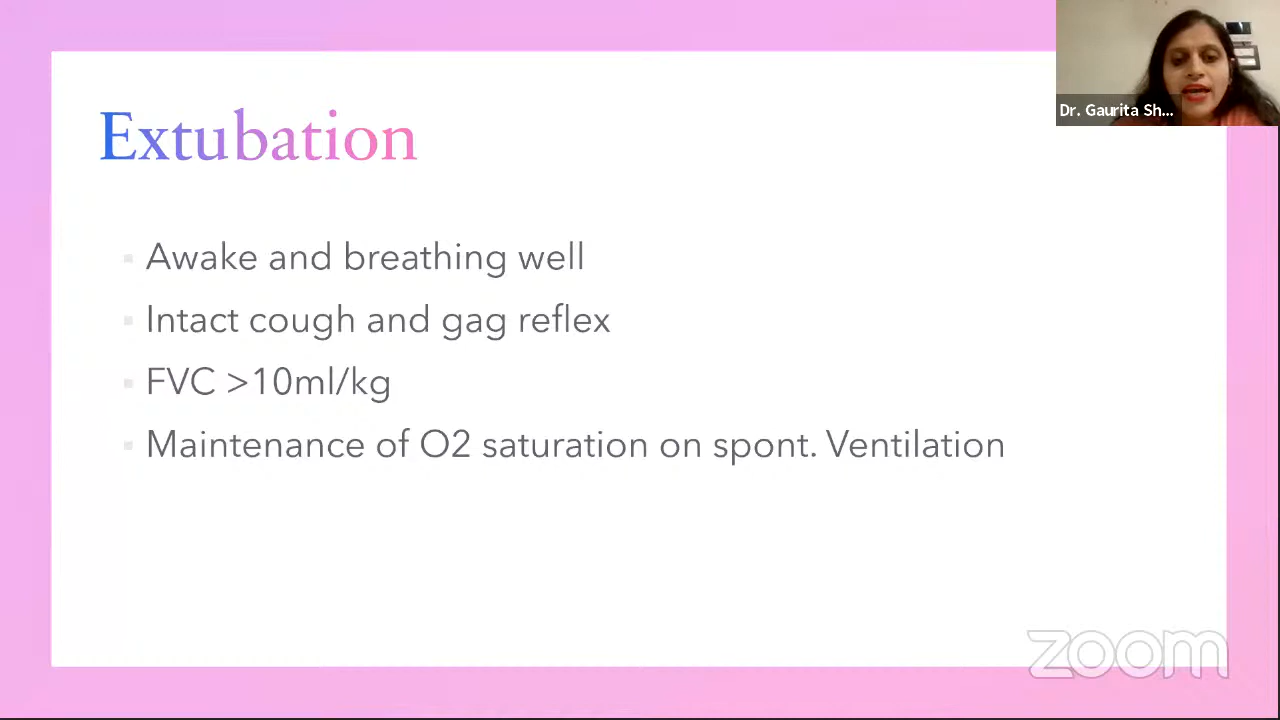 Extubation
Awake and breathing well
Intact cough and gag reflex
FVC >10ml/kg
Maintenance of O2 saturation on spont. Ventilation
Dr. Gaurita Sh...
zoom